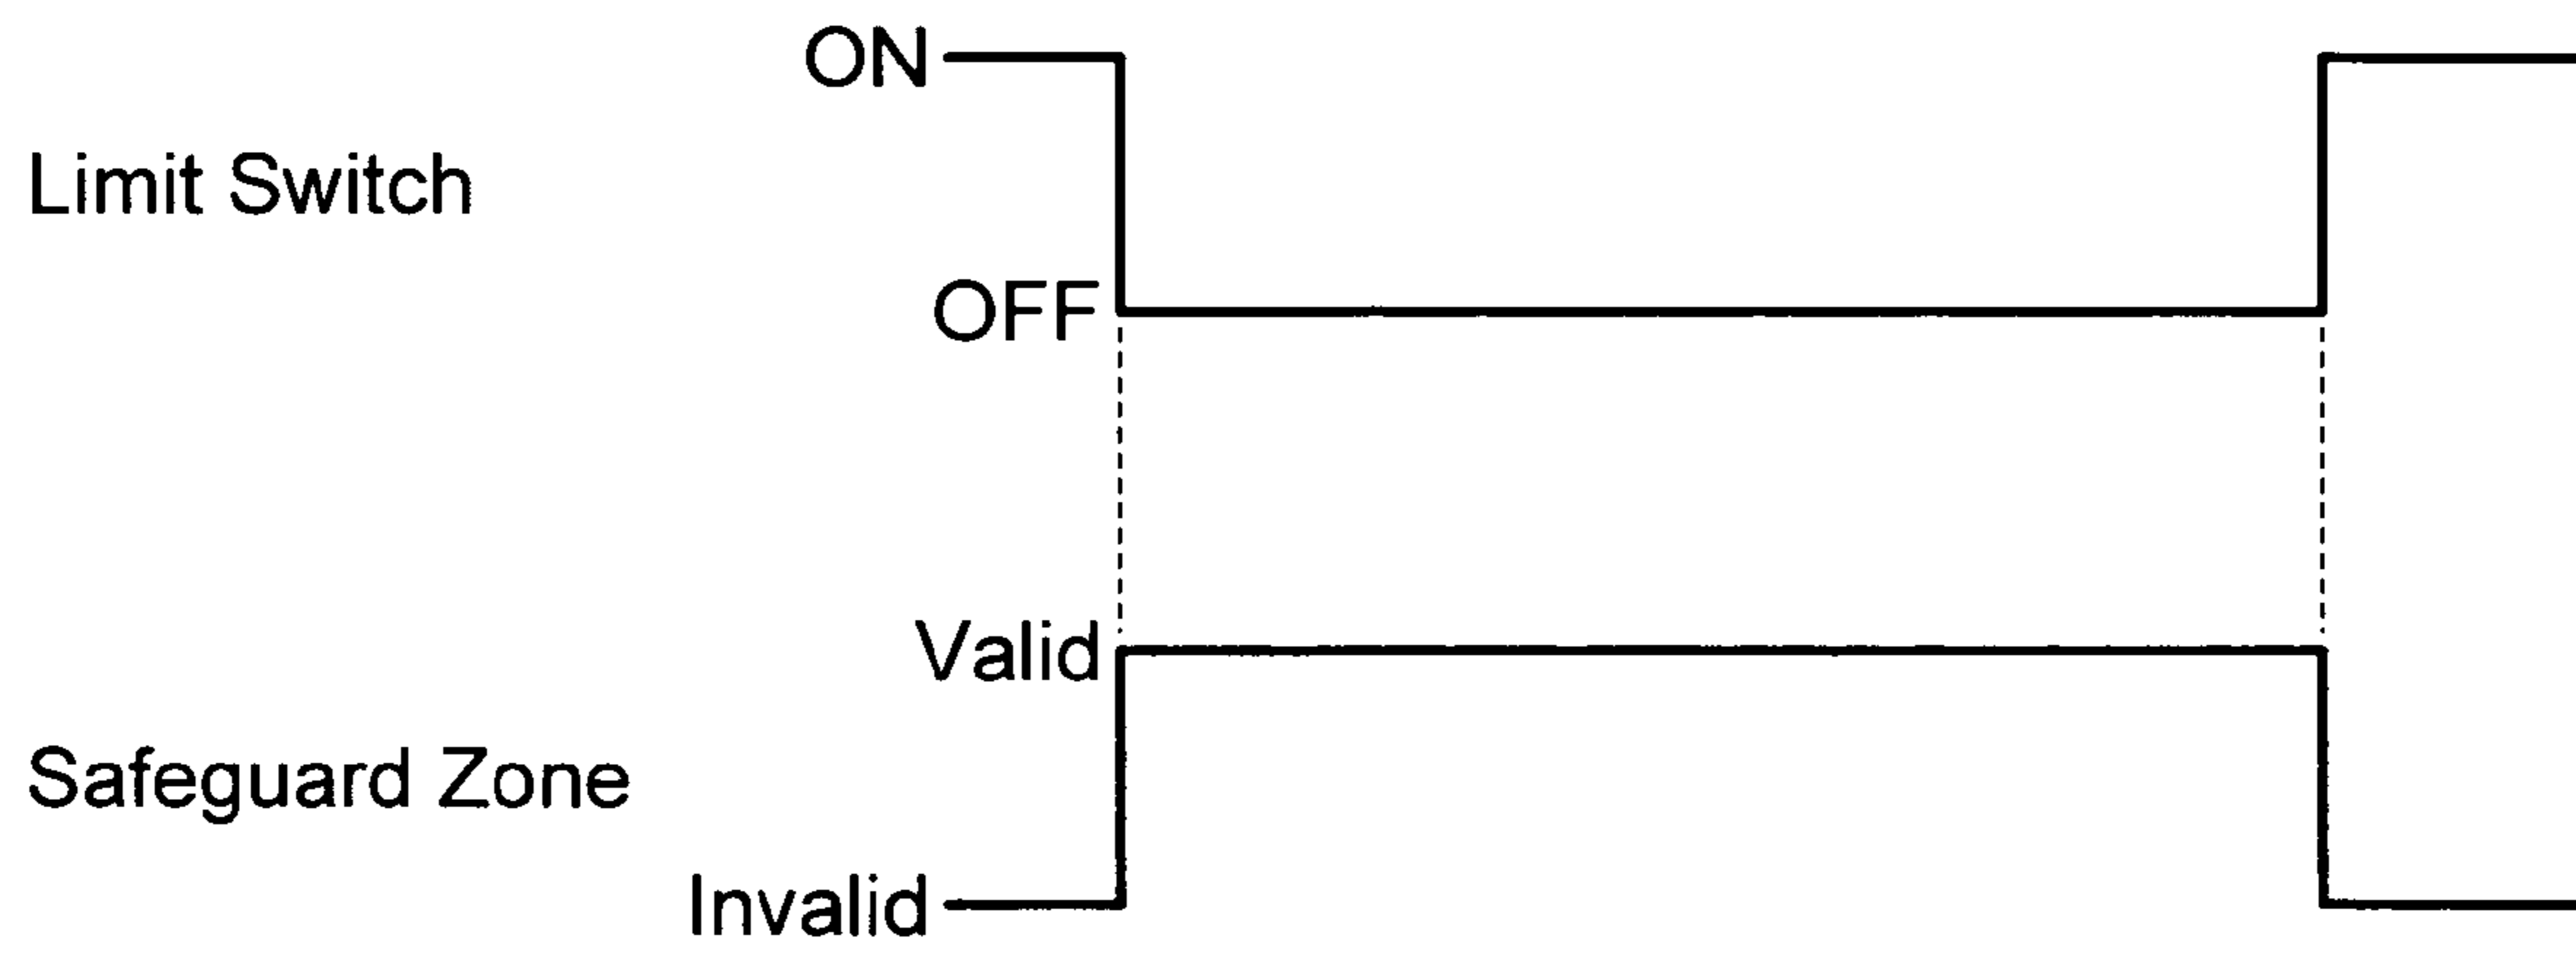 ON
Limit Switch
OFF
Valid
Safeguard Zone
Invalid